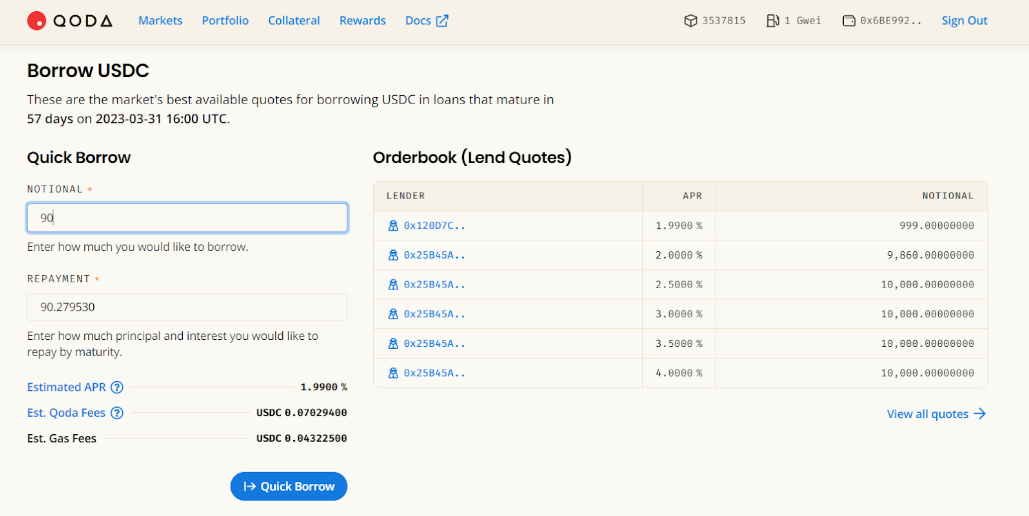 QODA Markets Portfolio Collateral Rewards Docs 3537815 1 Gwei 0x6BE992.. Sign Out
Borrow USDC
These are the market's best available quotes for borrowing USDC in loans that mature in
57 days on 2023-03-31 16:00 UTC.
Quick Borrow
NOTIONAL *
90
Enter how much you would like to borrow.
REPAYMENT *
90.279530
Enter how much principal and interest you would like to
repay by maturity.
Estimated APR ? 1.9900 %
Est. Qoda Fees ? USDC 0.07029400
Est. Gas Fees USDC 0.04322500
Quick Borrow
Orderbook (Lend Quotes)
LENDER APR NOTIONAL
0x120D7C.. 1.9900 % 999.00000000
0x25B45A.. 2.0000 % 9,860.00000000
0x25B45A.. 2.5000 % 10,000.00000000
0x25B45A.. 3.0000 % 10,000.00000000
0x25B45A.. 3.5000 % 10,000.00000000
0x25B45A.. 4.0000 % 10,000.00000000
View all quotes